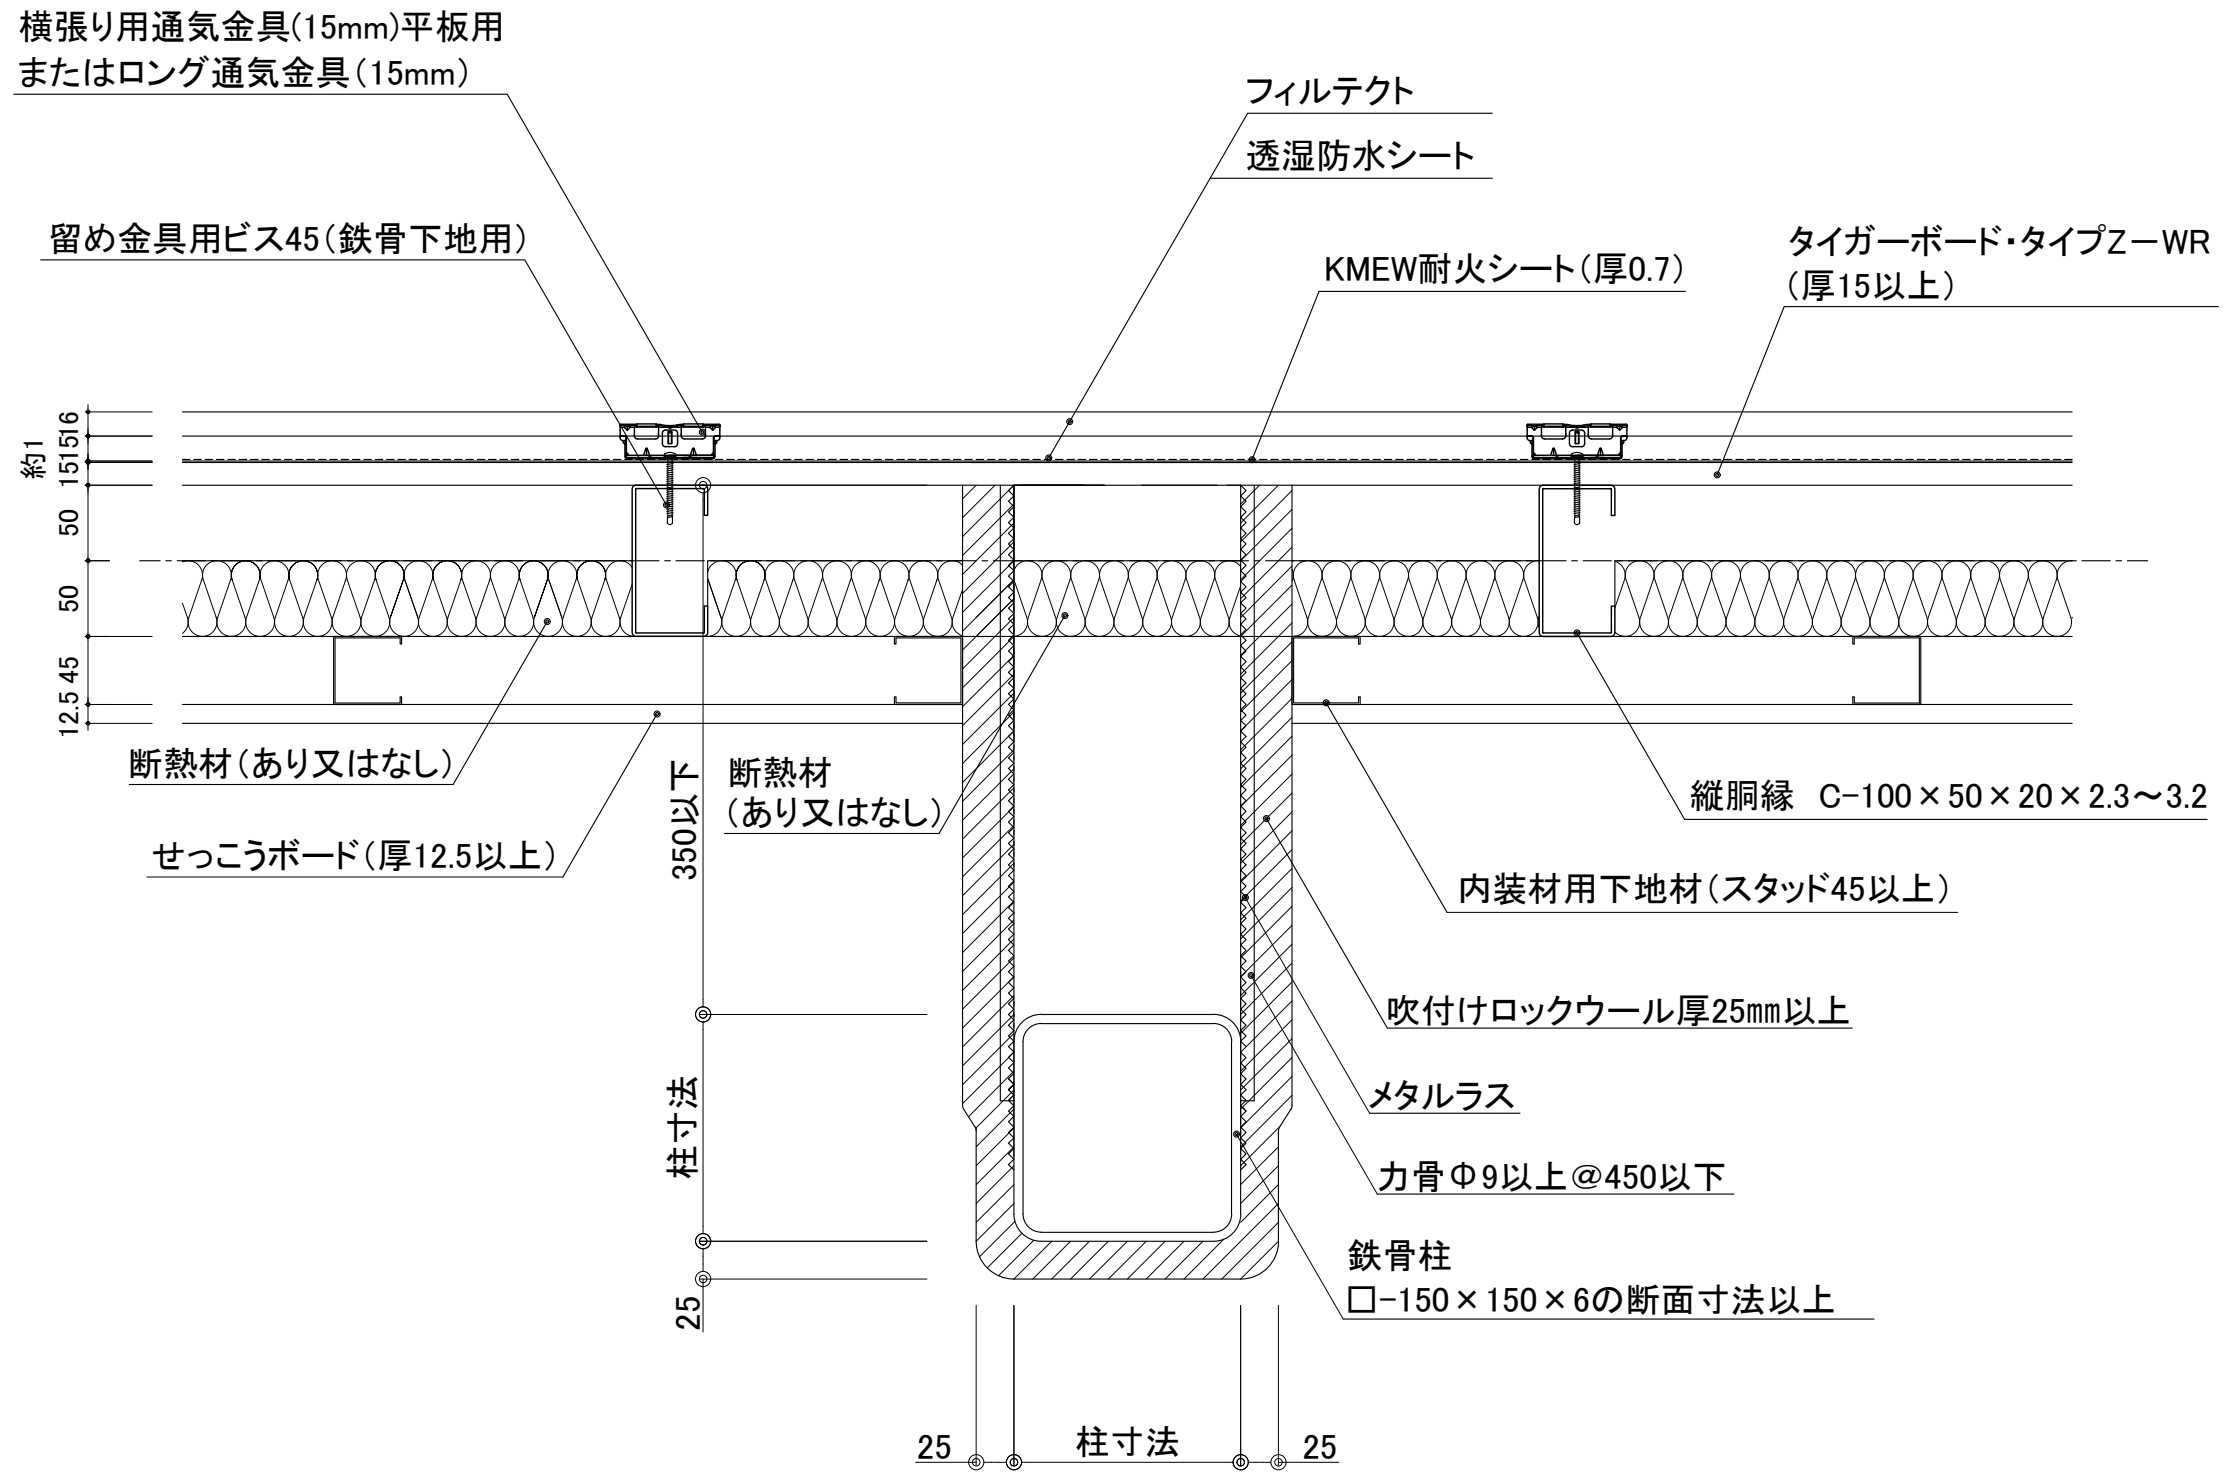 横張り用通気金具(15mm)平板用
またはロング通気金具(15mm)
フィルテクト
透湿防水シート
留め金具用ビス45(鉄骨下地用)
KMEW耐火シート(厚0.7)
タイガーボード・タイプZ－WR
(厚15以上)
16
15
約1
15
50
50
45
12.5
断熱材(あり又はなし)
断熱材
(あり又はなし)
せっこうボード(厚12.5以上)
350以下
縦胴縁 C-100×50×20×2.3～3.2
内装材用下地材(スタッド45以上)
吹付けロックウール厚25㎜以上
メタルラス
力骨Φ9以上＠450以下
柱寸法
鉄骨柱
□-150×150×6の断面寸法以上
25
25
柱寸法
25